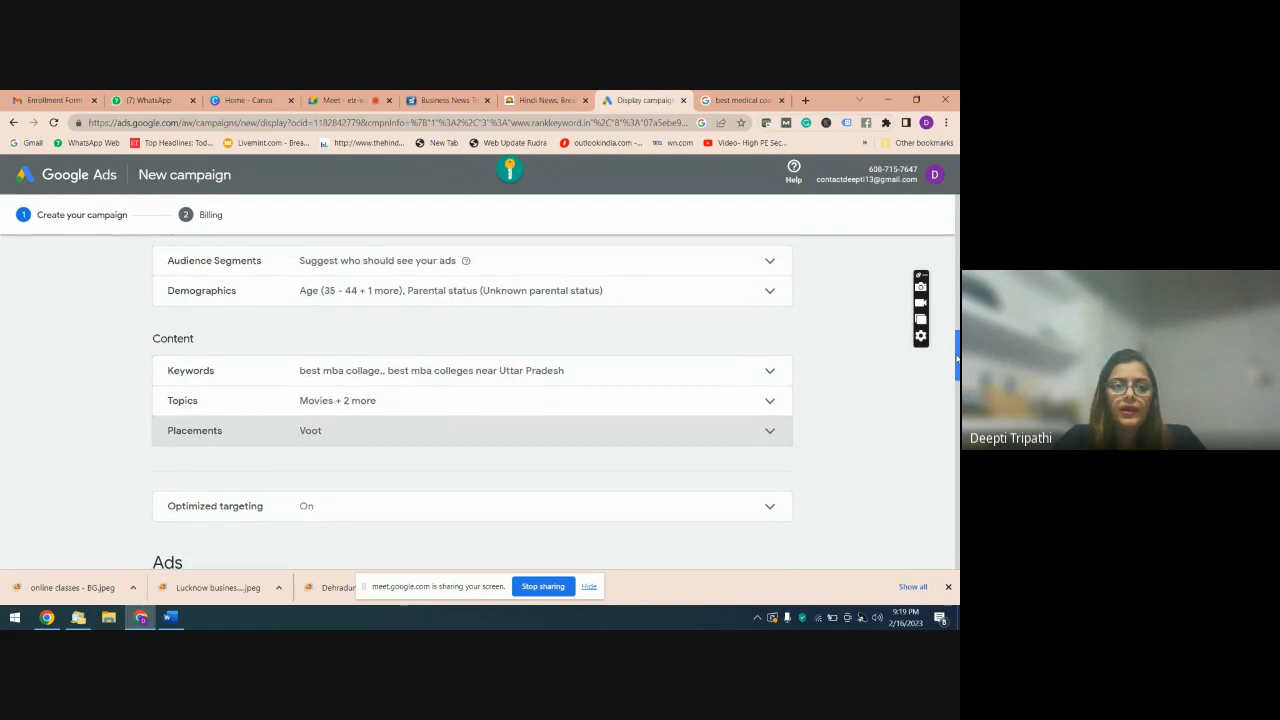 Enrollment Form
(7) WhatsApp
Home - Canva
Meet - etr-
Business News T
Hindi News, Brea
Display campaign
best medical coa
https://ads.google.com/aw/campaigns/new/display?ocid=1182842779&cmpnInfo=%7B"1"%3A2%2C"3"%3A"www.rankkeyword.in"%2C"8"%3A"07a5ebe9...
Gmail
WhatsApp Web
Top Headlines: Tod...
Livemint.com - Brea...
http://www.thehind...
New Tab
Web Update Rudra
outlookindia.com -...
wn.com
Video- High PE Sec...
»
Other bookmarks
Google Ads
New campaign
Help
608-715-7647
contactdeepti13@gmail.com
D
1 Create your campaign
2 Billing
Audience Segments Suggest who should see your ads
Demographics Age (35 - 44 + 1 more), Parental status (Unknown parental status)
Content
Keywords best mba collage,, best mba colleges near Uttar Pradesh
Topics Movies + 2 more
Placements Voot
Optimized targeting On
Ads
Deepti Tripathi
online classes - BG.jpeg
Lucknow busines....jpeg
Dehradun
meet.google.com is sharing your screen.
Stop sharing
Hide
Show all
9:19 PM
2/16/2023